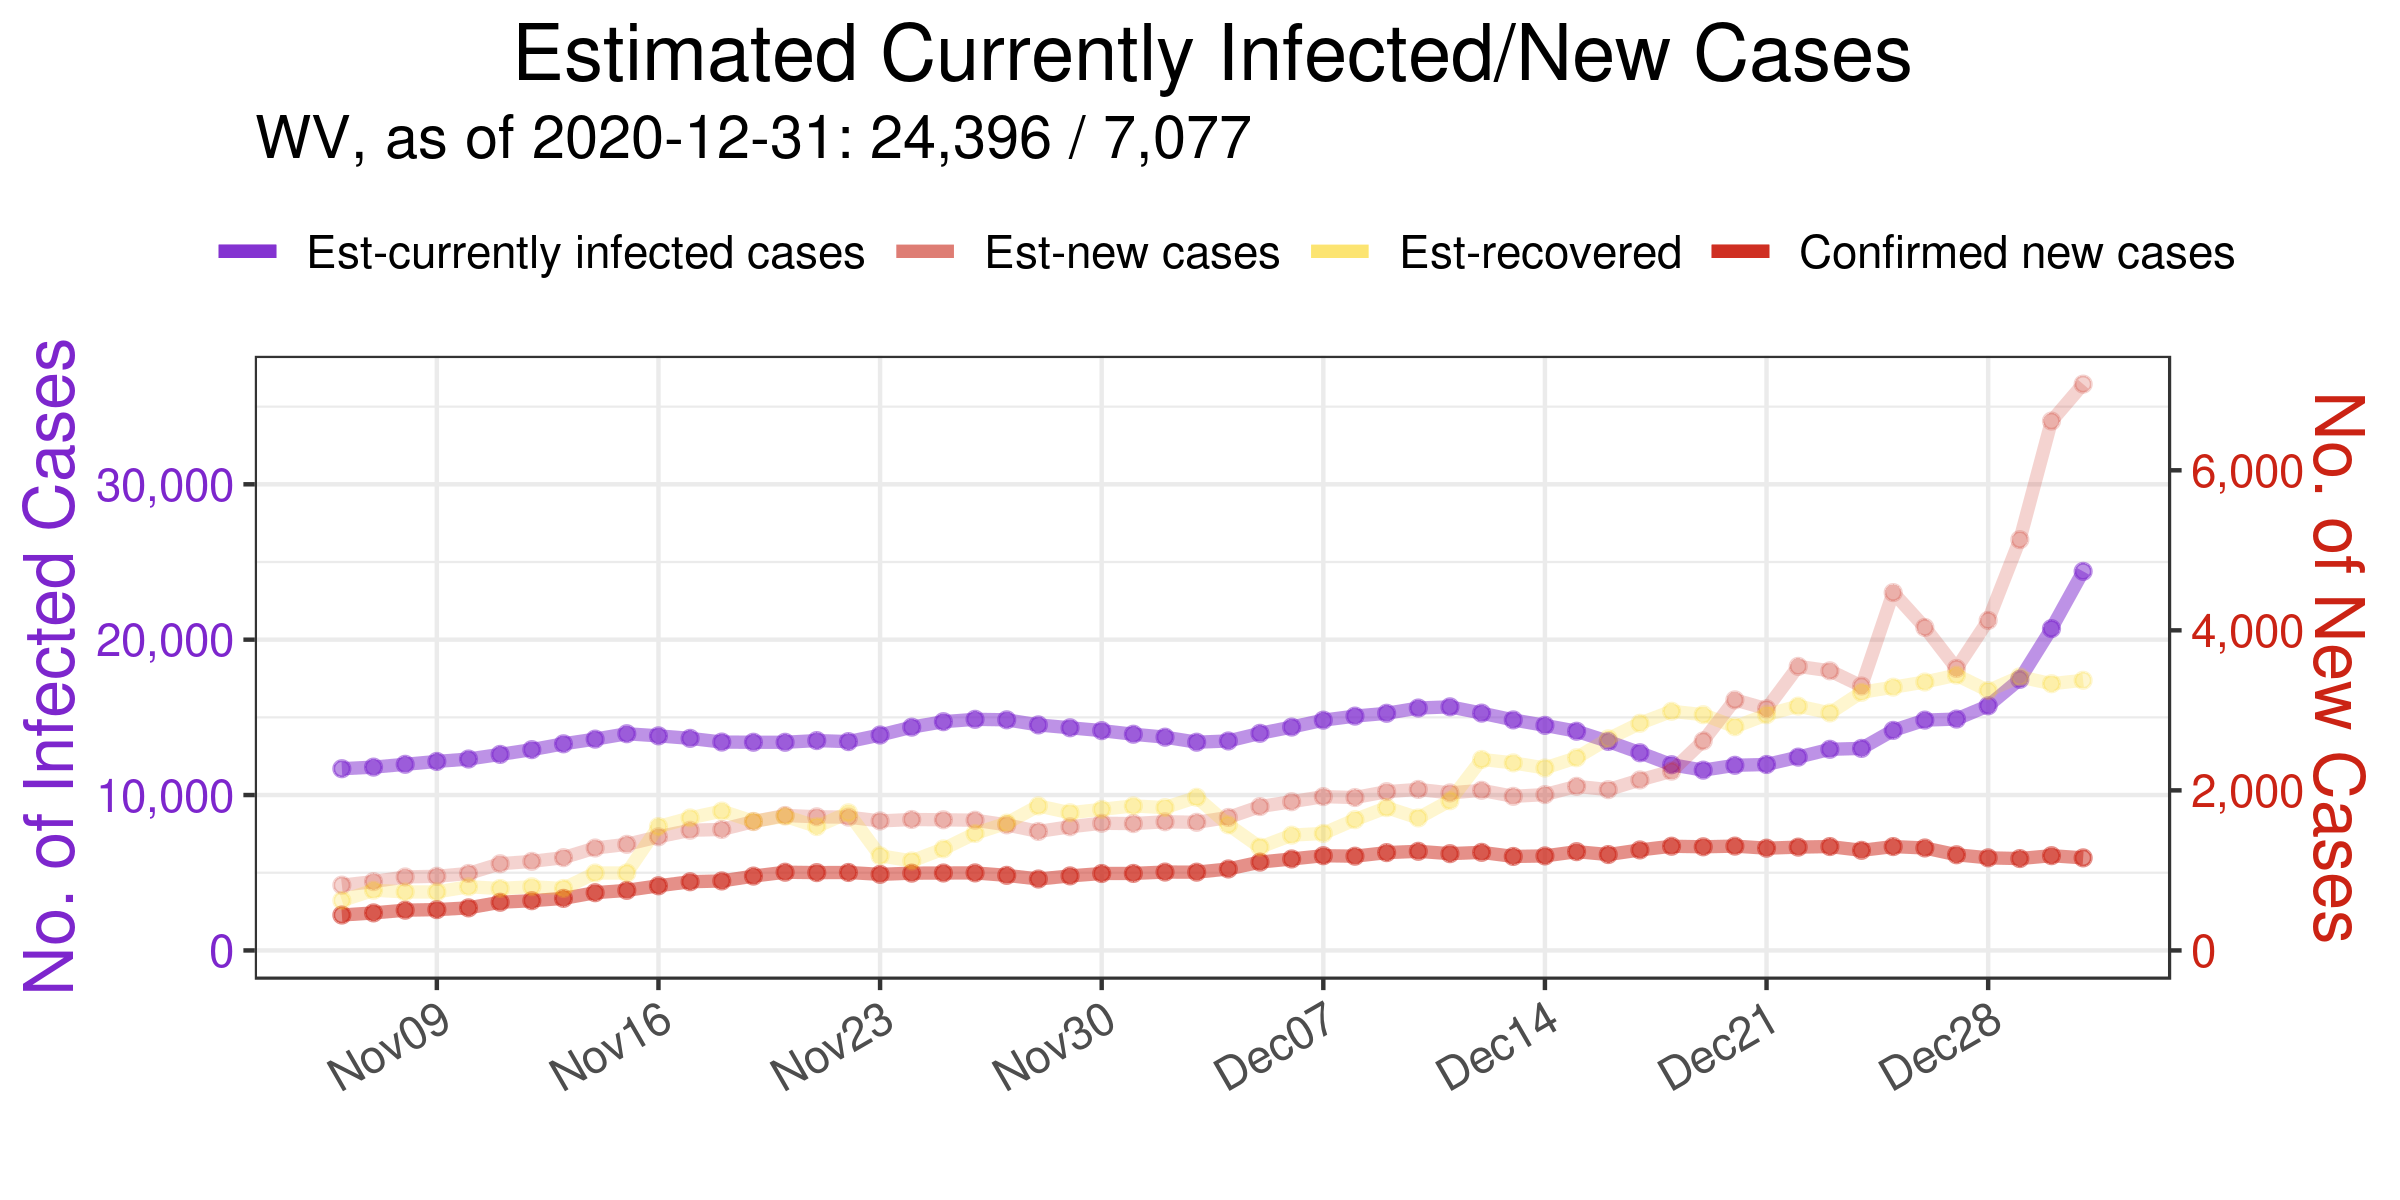 Estimated Currently Infected/New Cases
WV, as of 2020-12-31: 24,396 / 7,077
Est-currently infected cases Est-new cases Est-recovered Confirmed new cases
No. of Infected Cases
30,000
20,000
10,000
0
6,000
4,000
2,000
0
No. of New Cases
Nov09 Nov16 Nov23 Nov30 Dec07 Dec14 Dec21 Dec28